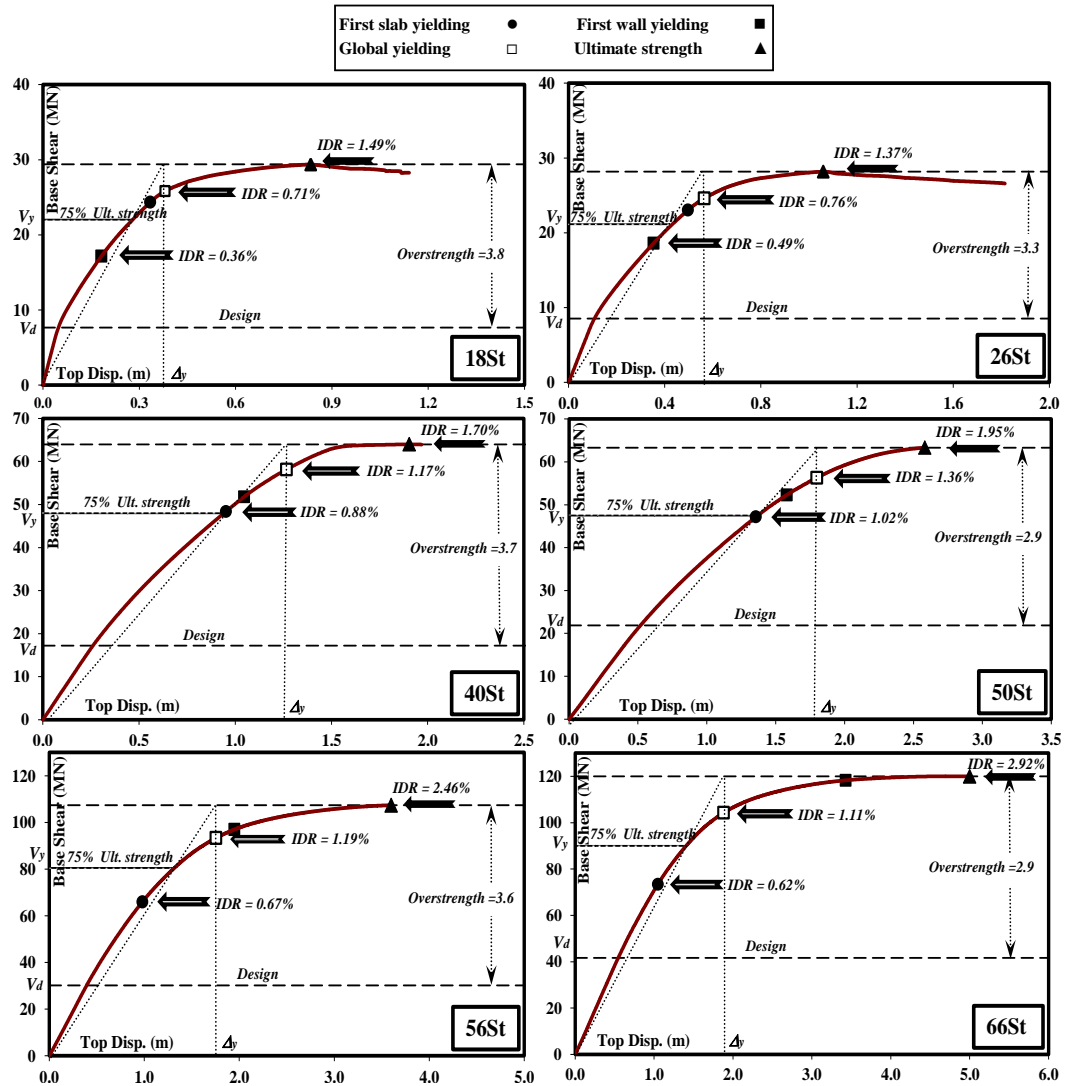 First slab yielding First wall yielding
Global yielding Ultimate strength
40
30
20
10
0
Base Shear (MN)
Vy
Vd
75% Ult. strength
IDR = 1.49%
IDR = 0.71%
IDR = 0.36%
Overstrength =3.8
Design
18St
Top Disp. (m)
Δy
0.0 0.3 0.6 0.9 1.2 1.5
40
30
20
10
0
Base Shear (MN)
Vy
Vd
75% Ult. strength
IDR = 1.37%
IDR = 0.76%
IDR = 0.49%
Overstrength =3.3
Design
26St
Top Disp. (m)
Δy
0.0 0.4 0.8 1.2 1.6 2.0
70
60
50
40
30
20
10
0
Base Shear (MN)
Vy
Vd
75% Ult. strength
IDR = 1.70%
IDR = 1.17%
IDR = 0.88%
Overstrength =3.7
Design
40St
Top Disp. (m)
Δy
0.0 0.5 1.0 1.5 2.0 2.5
70
60
50
40
30
20
10
0
Base Shear (MN)
Vy
Vd
75% Ult. strength
IDR = 1.95%
IDR = 1.36%
IDR = 1.02%
Overstrength =2.9
Design
50St
Top Disp. (m)
Δy
0.0 0.5 1.0 1.5 2.0 2.5 3.0 3.5
120
100
80
60
40
20
0
Base Shear (MN)
Vy
Vd
75% Ult. strength
IDR = 2.46%
IDR = 1.19%
IDR = 0.67%
Overstrength =3.6
Design
56St
Top Disp. (m)
Δy
0.0 1.0 2.0 3.0 4.0 5.0
120
100
80
60
40
20
0
Base Shear (MN)
Vy
Vd
75% Ult. strength
IDR = 2.92%
IDR = 1.11%
IDR = 0.62%
Overstrength =2.9
Design
66St
Top Disp. (m)
Δy
0.0 1.0 2.0 3.0 4.0 5.0 6.0